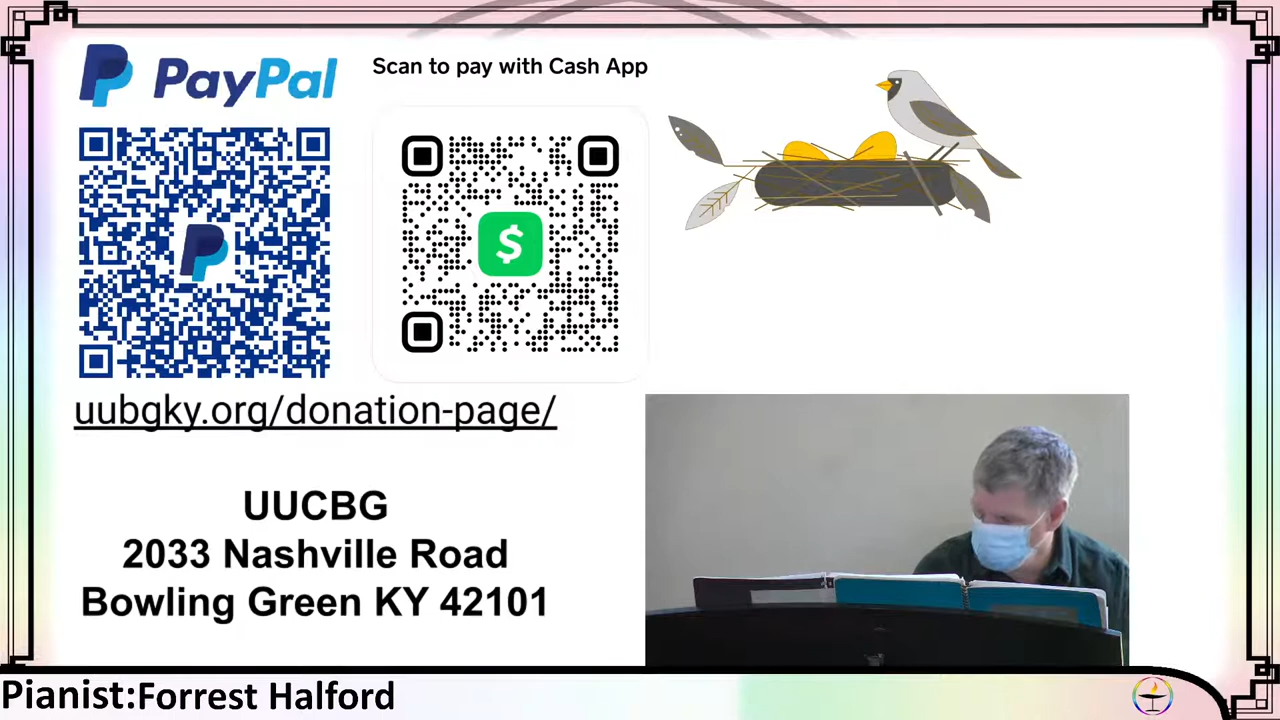 PayPal
Scan to pay with Cash App
uubgky.org/donation-page/
UUCBG
2033 Nashville Road
Bowling Green KY 42101
Pianist:Forrest Halford